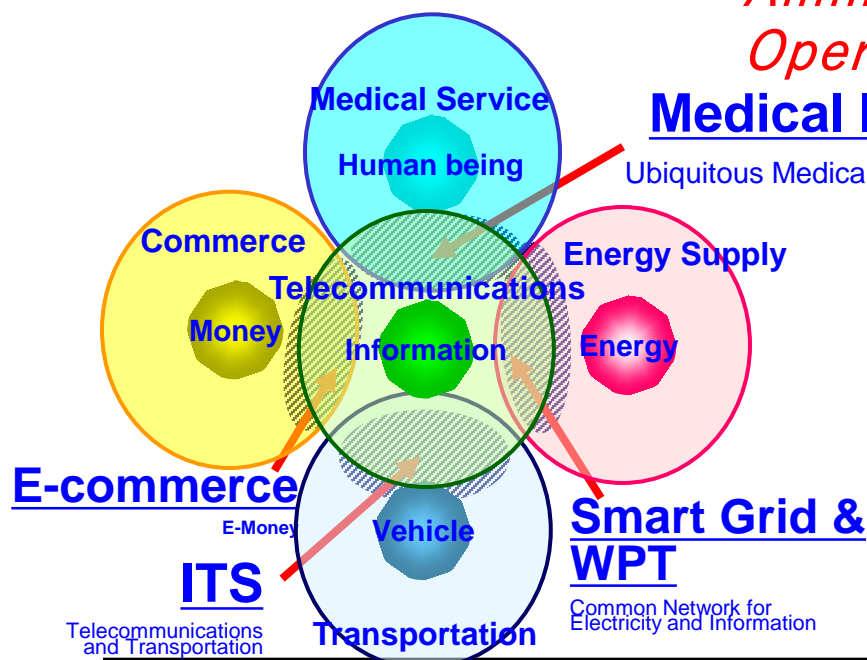 Oper
Medical Service
Medical
Human being
Ubiquitous Medica
Commerce
Energy Supply
Telecommunications
Money
Information
Energy
E-commerce
E-Money
Vehicle
Smart Grid &
WPT
ITS
Common Network for
Electricity and Information
Telecommunications
and Transportation
Transportation